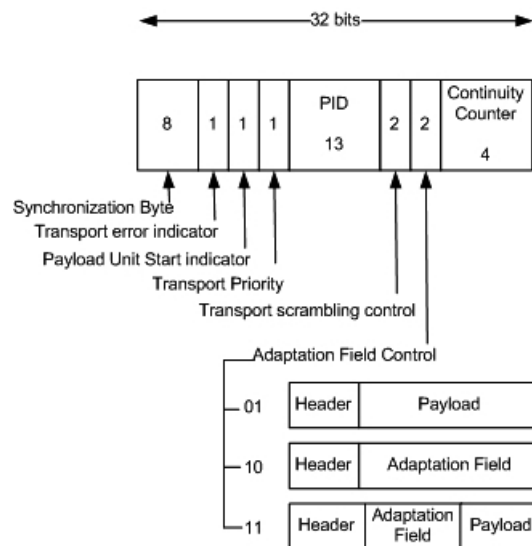 32 bits
8
1
1
1
PID
13
2
2
Continuity
Counter
4
Synchronization Byte
Transport error indicator
Payload Unit Start indicator
Transport Priority
Transport scrambling control
Adaptation Field Control
01
Header
Payload
10
Header
Adaptation Field
11
Header
Adaptation
Field
Payload